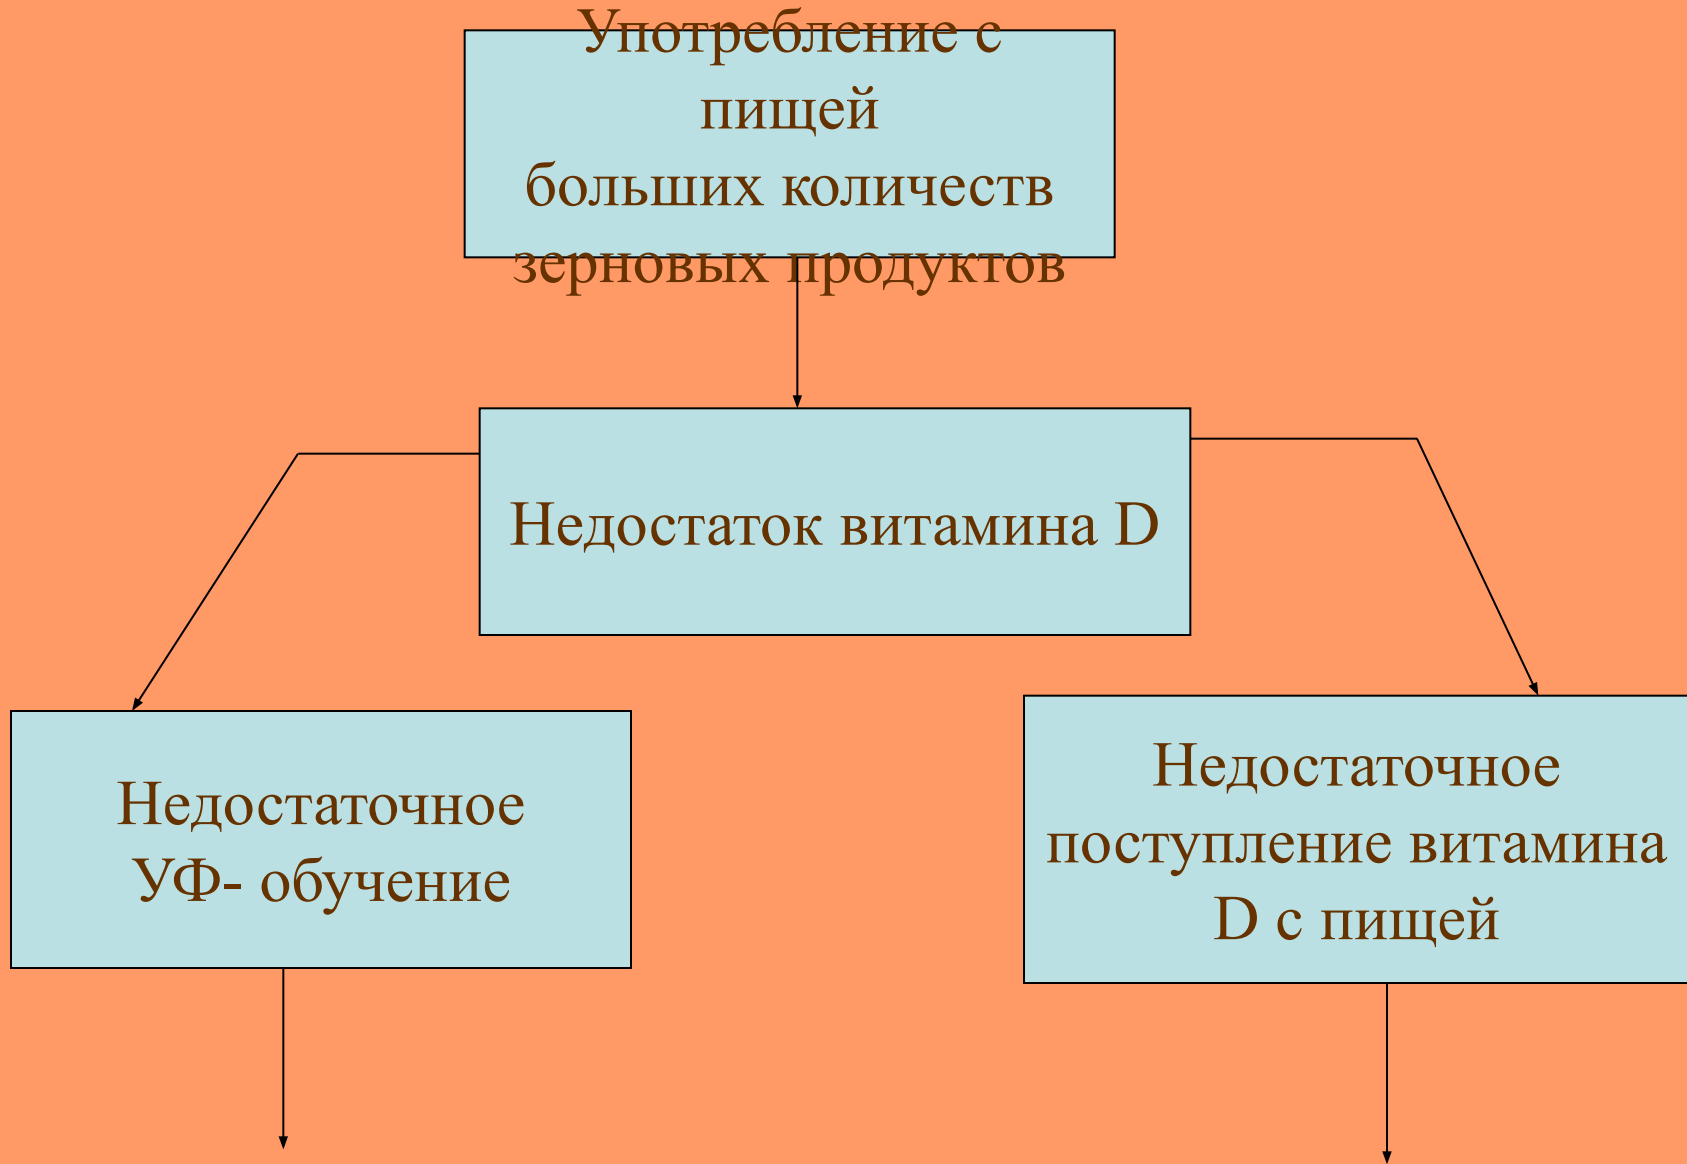 Употребление с
пищей
больших количеств
зерновых продуктов
Недостаток витамина D
Недостаточное
УФ- обучение
Недостаточное
поступление витамина
D с пищей